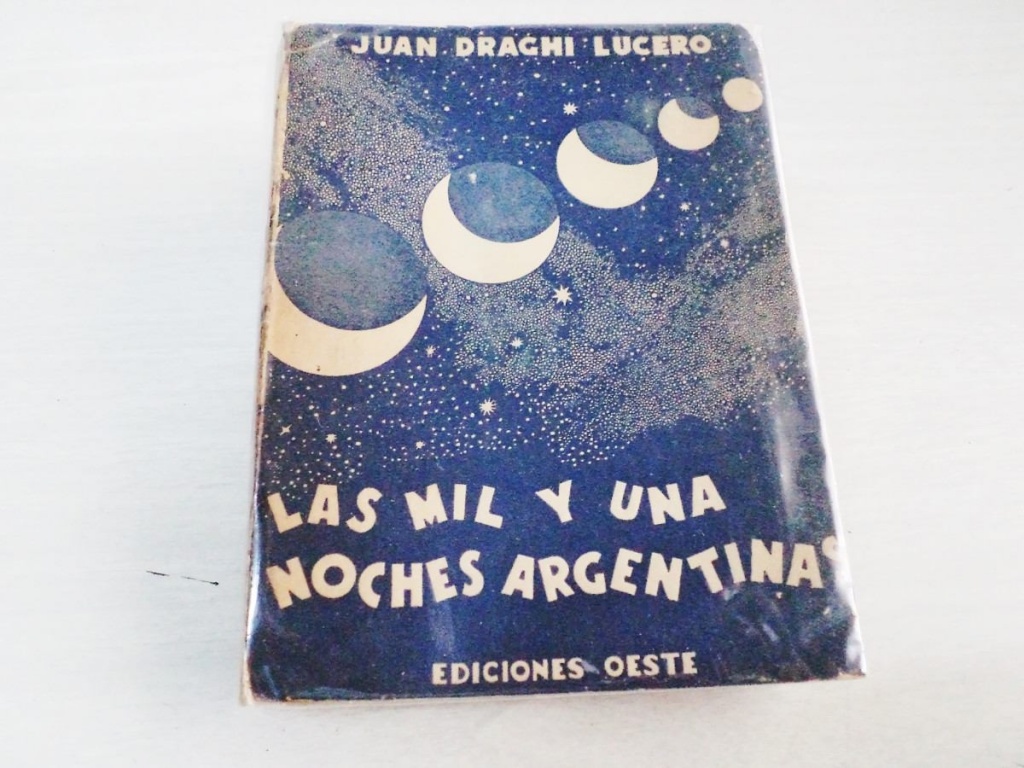 JUAN DRAGHI LUCERO
LAS MIL Y UNA
NOCHES ARGENTINAS
EDICIONES OESTE